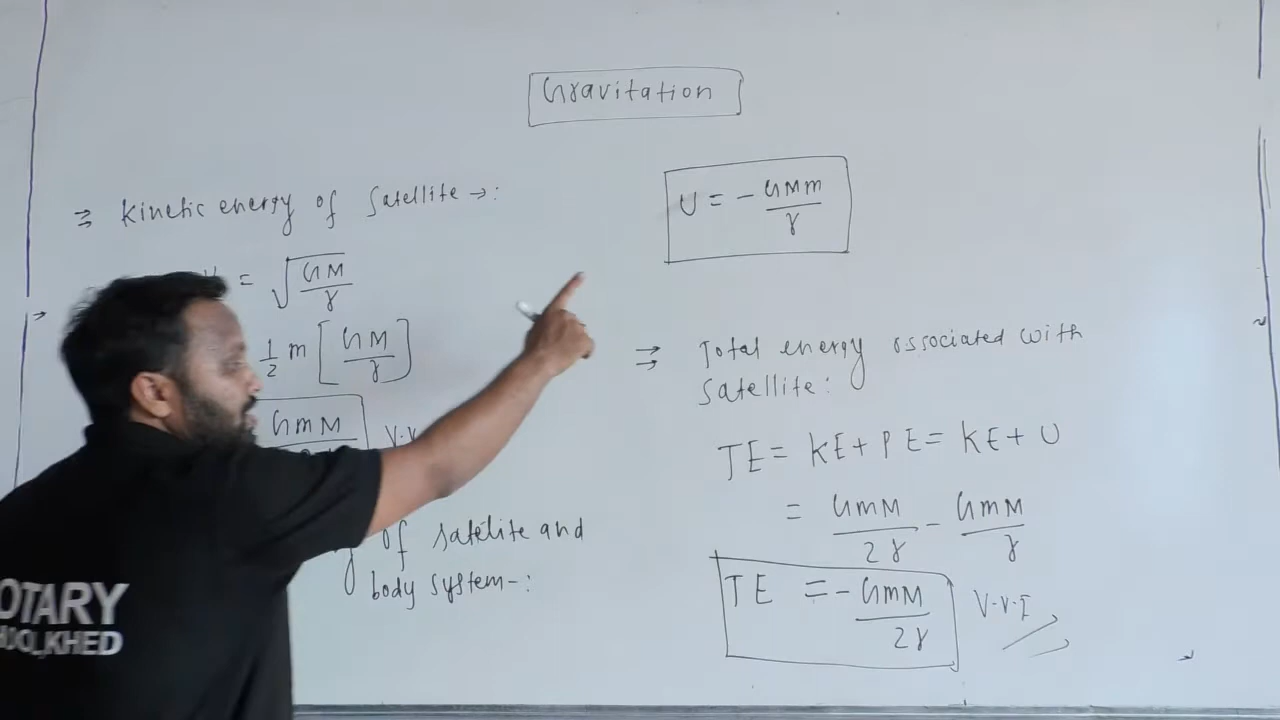 Gravitation
⇒ Kinetic energy of Satellite →:
= √(GM/r)
1/2 m [GM/r]
GmM
of satelite and
body system-:
U = - GMm/r
⇒ Total energy associated with
Satellite:
TE = KE + PE = KE + U
= GmM/2r - GmM/r
TE = - GmM/2r V.V.I
OTARY
KHED